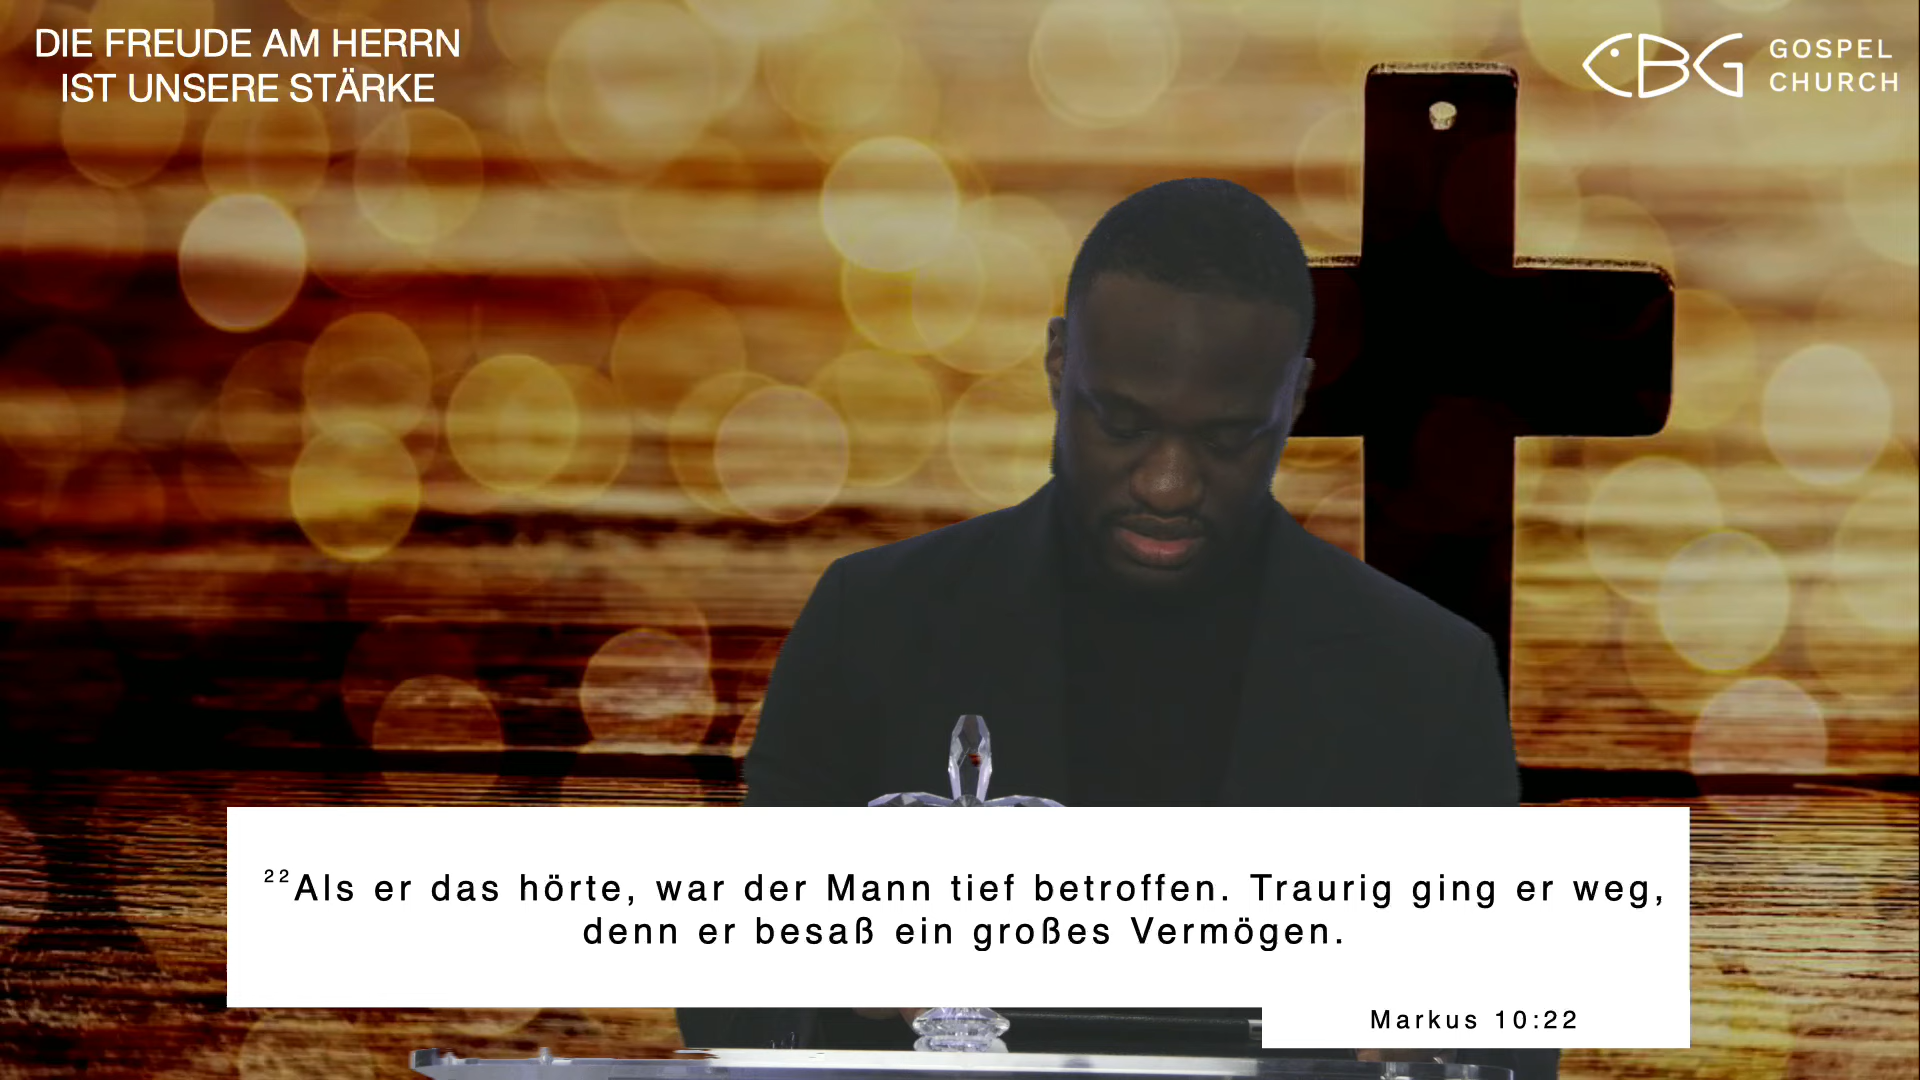 DIE FREUDE AM HERRN
IST UNSERE STÄRKE
CBG GOSPEL
CHURCH
²²Als er das hörte, war der Mann tief betroffen. Traurig ging er weg,
denn er besaß ein großes Vermögen.
Markus 10:22